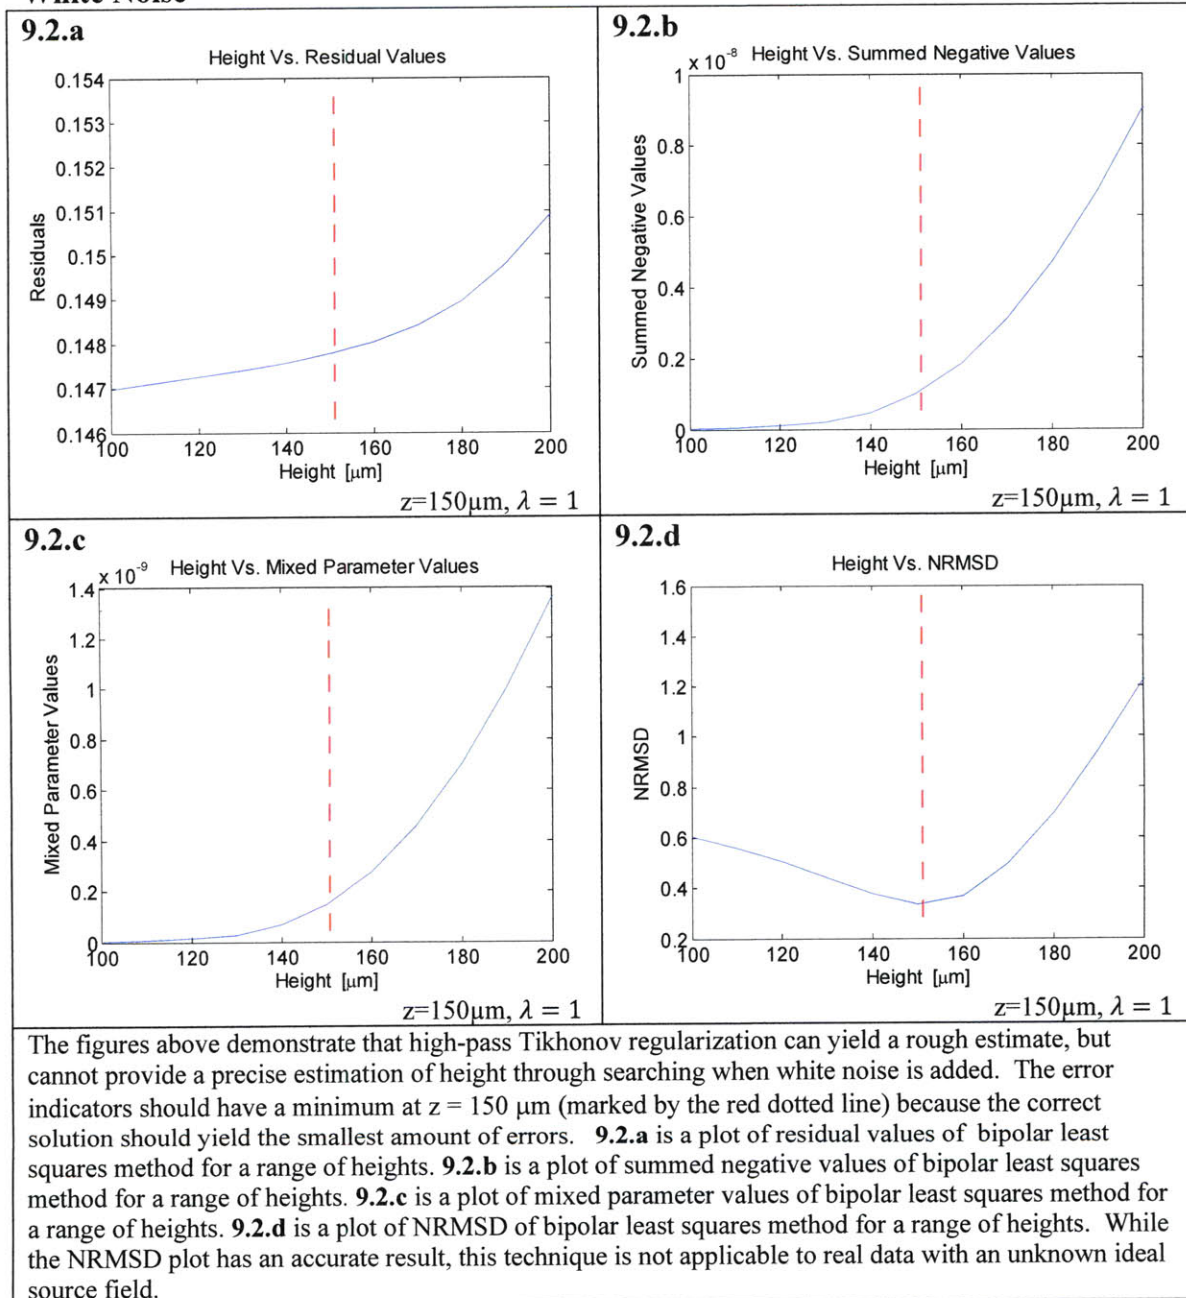 White Noise
9.2.a
Height Vs. Residual Values
0.154
0.153
0.152
0.151
0.15
0.149
0.148
0.147
0.146
Residuals
100 120 140 160 180 200
Height [μm]
z=150μm, λ = 1
9.2.b
x 10⁻⁸ Height Vs. Summed Negative Values
1
0.8
0.6
0.4
0.2
0
Summed Negative Values
100 120 140 160 180 200
Height [μm]
z=150μm, λ = 1
9.2.c
x 10⁻⁹ Height Vs. Mixed Parameter Values
1.4
1.2
1
0.8
0.6
0.4
0.2
0
Mixed Parameter Values
100 120 140 160 180 200
Height [μm]
z=150μm, λ = 1
9.2.d
Height Vs. NRMSD
1.6
1.4
1.2
1
0.8
0.6
0.4
0.2
NRMSD
100 120 140 160 180 200
Height [μm]
z=150μm, λ = 1
The figures above demonstrate that high-pass Tikhonov regularization can yield a rough estimate, but
cannot provide a precise estimation of height through searching when white noise is added. The error
indicators should have a minimum at z = 150 μm (marked by the red dotted line) because the correct
solution should yield the smallest amount of errors. 9.2.a is a plot of residual values of bipolar least
squares method for a range of heights. 9.2.b is a plot of summed negative values of bipolar least squares
method for a range of heights. 9.2.c is a plot of mixed parameter values of bipolar least squares method for
a range of heights. 9.2.d is a plot of NRMSD of bipolar least squares method for a range of heights. While
the NRMSD plot has an accurate result, this technique is not applicable to real data with an unknown ideal
source field.